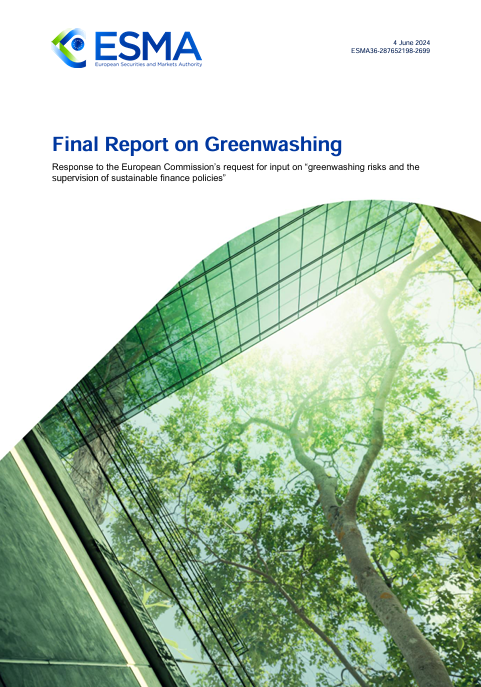 ESMA
European Securities and Markets Authority
4 June 2024
ESMA36-287652198-2699
Final Report on Greenwashing
Response to the European Commission's request for input on "greenwashing risks and the
supervision of sustainable finance policies"